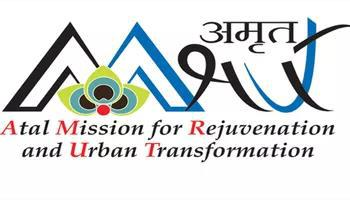 अमृत
Atal Mission for Rejuvenation
and Urban Transformation